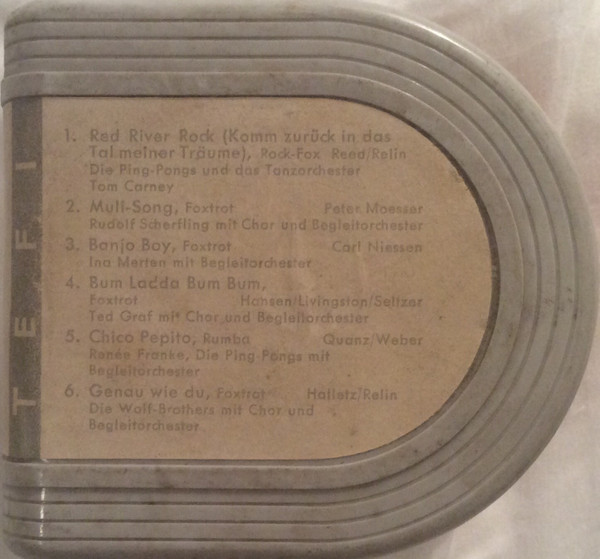 TEFI
1. Red River Rock (Komm zurück in das
Tal meiner Träume), Rock-Fox Reed/Relin
Die Ping-Pongs und das Tanzorchester
Tom Carney
2. Muli-Song, Foxtrot Peter Moesser
Rudolf Scherfling mit Chor und Begleitorchester
3. Banjo Boy, Foxtrot Carl Niessen
Ina Merten mit Begleitorchester
4. Bum Ladda Bum Bum,
Foxtrot Hansen/Livingston/Seltzer
Ted Graf mit Chor und Begleitorchester
5. Chico Pepito, Rumba Quanz/Weber
Renée Franke, Die Ping-Pongs mit
Begleitorchester
6. Genau wie du, Foxtrot Halletz/Relin
Die Wolf-Brothers mit Chor und
Begleitorchester